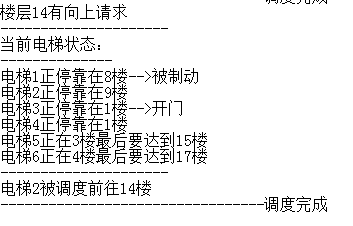 调度完成
楼层14有向上请求
---------------------
当前电梯状态：
--------------
电梯1正停靠在8楼-->被制动
电梯2正停靠在9楼
电梯3正停靠在1楼-->开门
电梯4正停靠在1楼
电梯5正在3楼最后要达到15楼
电梯6正在4楼最后要达到17楼
---------------------
电梯2被调度前往14楼
---------------------------------调度完成